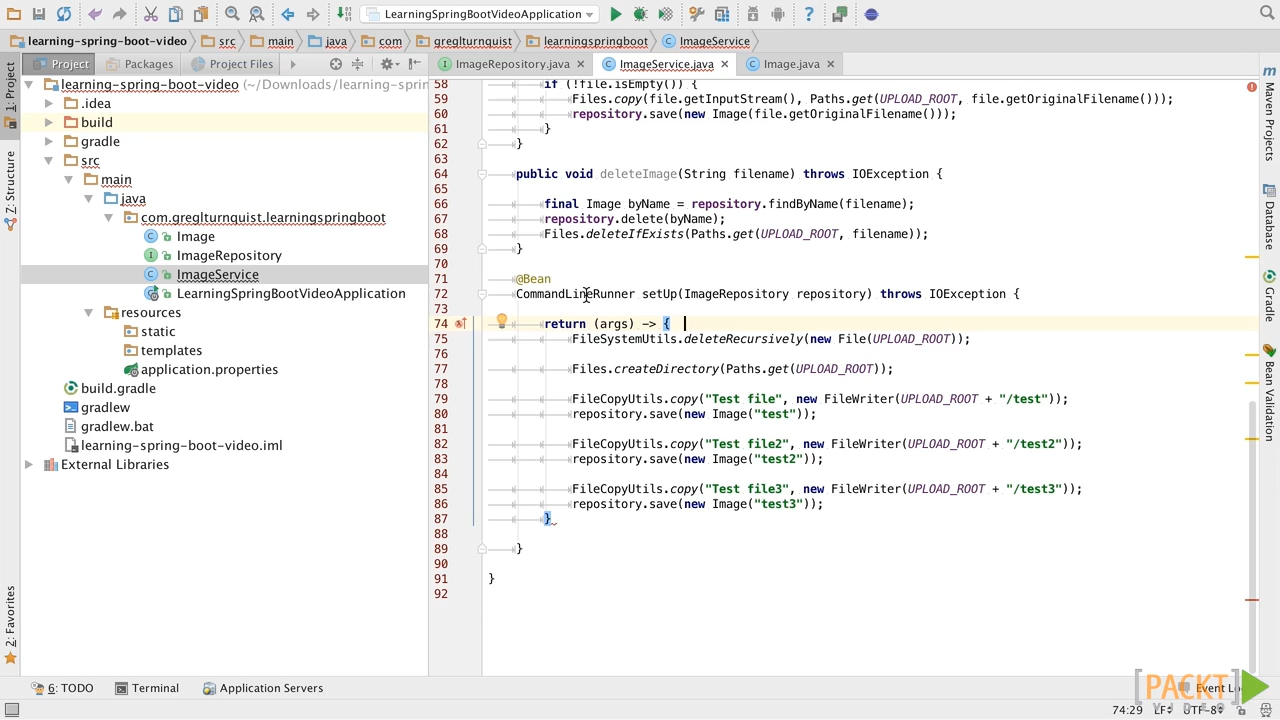 LearningSpringBootVideoApplication
learning-spring-boot-video src main java com greglturnquist learningspringboot ImageService
Project Packages Project Files
ImageRepository.java ImageService.java Image.java
learning-spring-boot-video (~/Downloads/learning-sprin
.idea
build
gradle
src
main
java
com.greglturnquist.learningspringboot
Image
ImageRepository
ImageService
LearningSpringBootVideoApplication
resources
static
templates
application.properties
build.gradle
gradlew
gradlew.bat
learning-spring-boot-video.iml
External Libraries
1: Project
7: Structure
2: Favorites
58 if (!file.isEmpty()) {
59 Files.copy(file.getInputStream(), Paths.get(UPLOAD_ROOT, file.getOriginalFilename()));
60 repository.save(new Image(file.getOriginalFilename()));
61 }
62 }
63
64 public void deleteImage(String filename) throws IOException {
65
66 final Image byName = repository.findByName(filename);
67 repository.delete(byName);
68 Files.deleteIfExists(Paths.get(UPLOAD_ROOT, filename));
69 }
70
71 @Bean
72 CommandLineRunner setUp(ImageRepository repository) throws IOException {
73
74 return (args) -> {
75 FileSystemUtils.deleteRecursively(new File(UPLOAD_ROOT));
76
77 Files.createDirectory(Paths.get(UPLOAD_ROOT));
78
79 FileCopyUtils.copy("Test file", new FileWriter(UPLOAD_ROOT + "/test"));
80 repository.save(new Image("test"));
81
82 FileCopyUtils.copy("Test file2", new FileWriter(UPLOAD_ROOT + "/test2"));
83 repository.save(new Image("test2"));
84
85 FileCopyUtils.copy("Test file3", new FileWriter(UPLOAD_ROOT + "/test3"));
86 repository.save(new Image("test3"));
87 }
88
89 }
90
91 }
92
Maven Projects
Database
Gradle
Bean Validation
6: TODO Terminal Application Servers Event Lo
PACKT
VIDEO
74:29 LF UTF-8